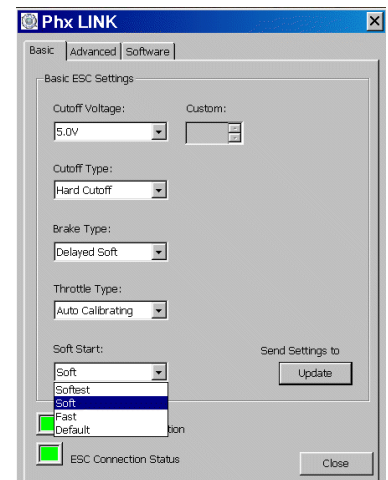 Phx LINK
Basic Advanced Software
Basic ESC Settings
Cutoff Voltage: Custom:
5.0V
Cutoff Type:
Hard Cutoff
Brake Type:
Delayed Soft
Throttle Type:
Auto Calibrating
Soft Start: Send Settings to
Soft Update
Softest
Soft
Fast
Default tion
ESC Connection Status
Close